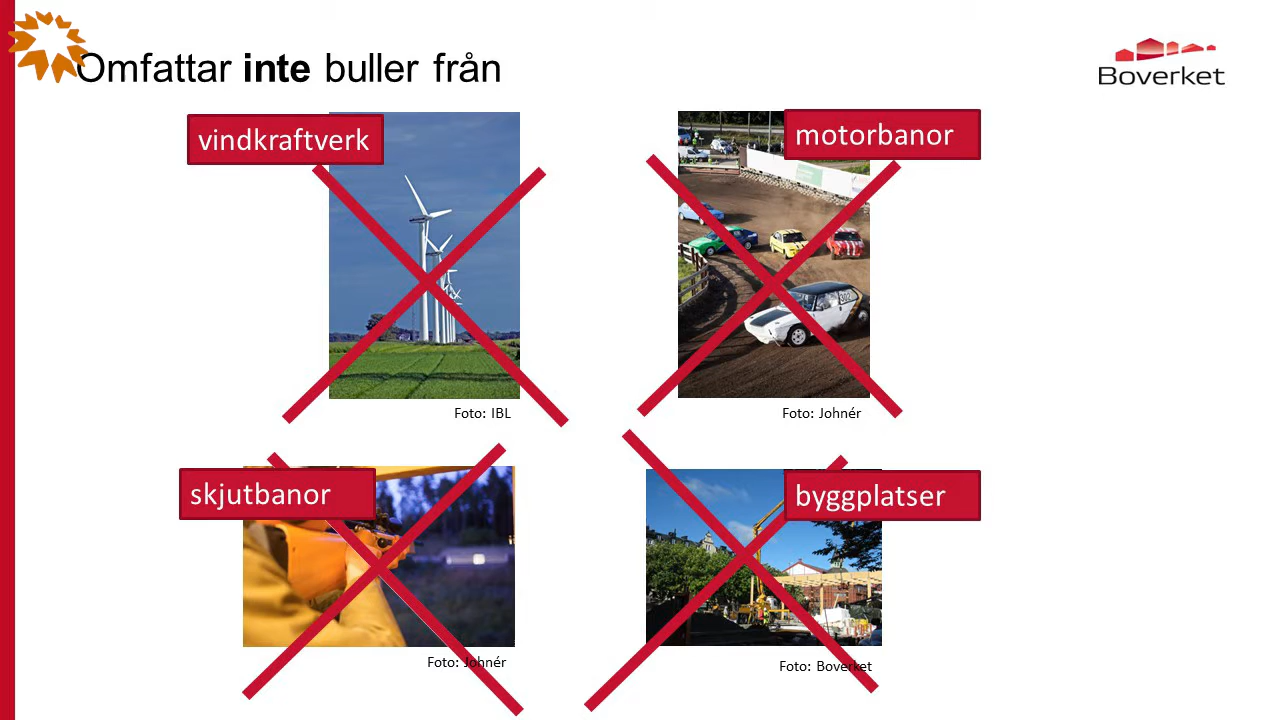 Omfattar inte buller från
Boverket
vindkraftverk
motorbanor
Foto: IBL
Foto: Johnér
skjutbanor
byggplatser
Foto: Johnér
Foto: Boverket